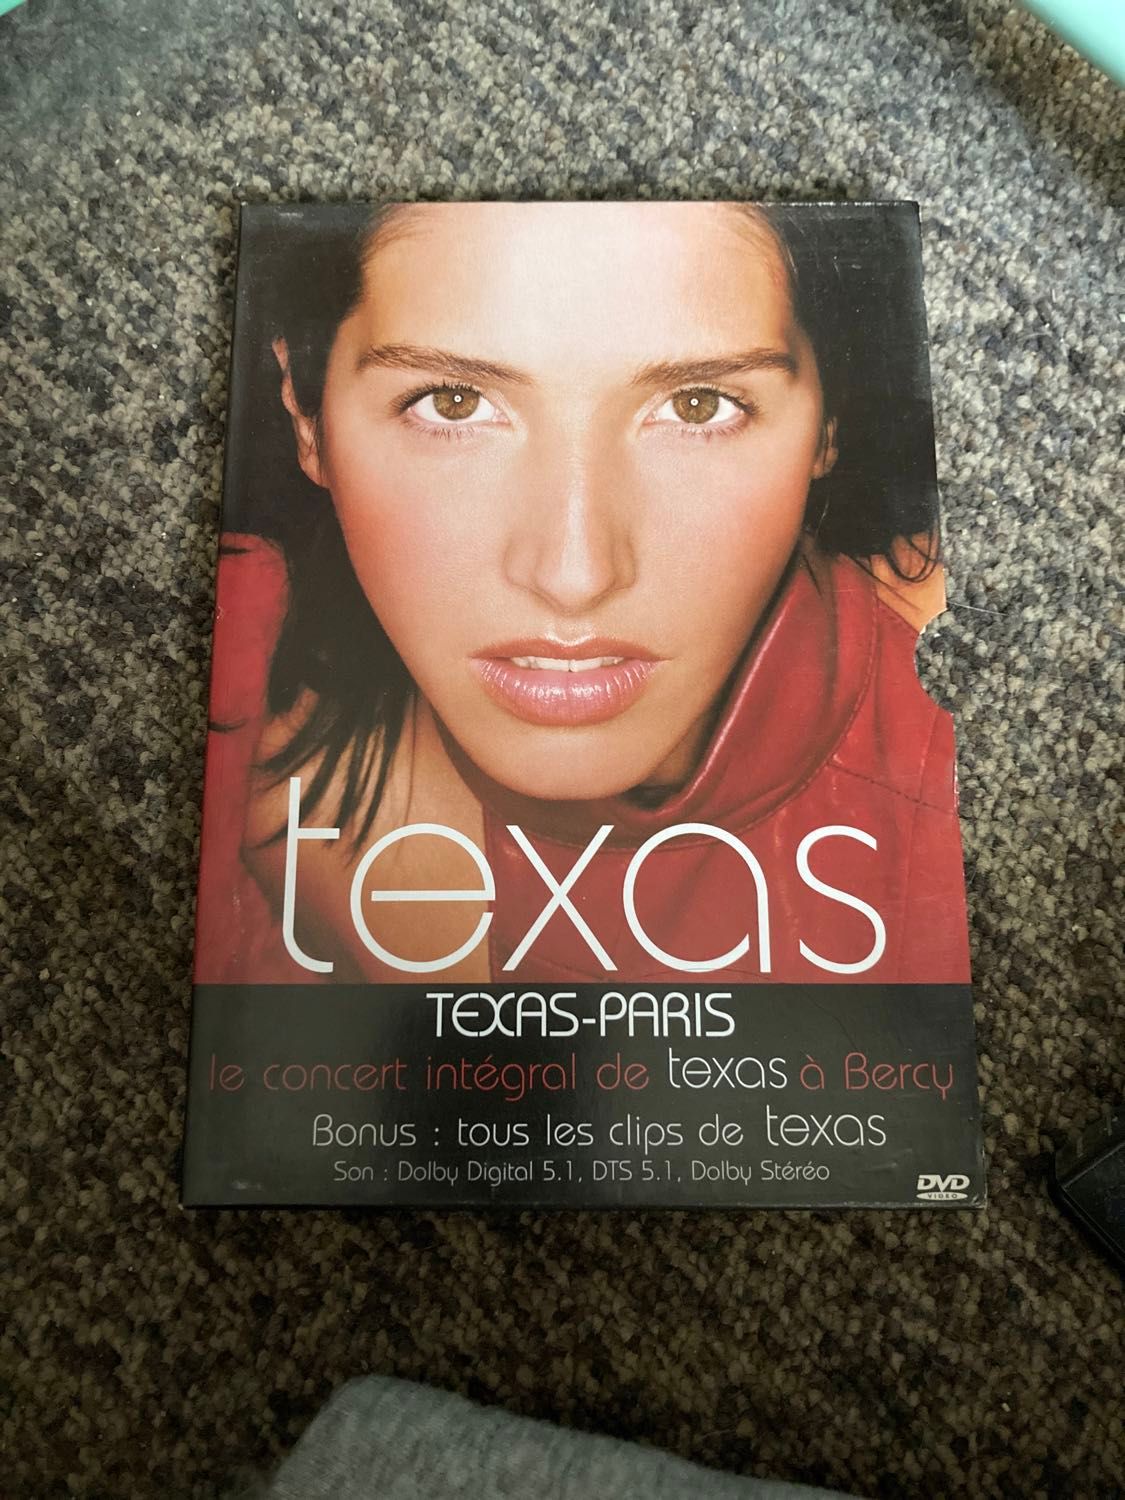 texas
TEXAS-PARIS
le concert intégral de texas à Bercy
Bonus : tous les clips de texas
Son : Dolby Digital 5.1, DTS 5.1, Dolby Stéréo
DVD
VIDEO